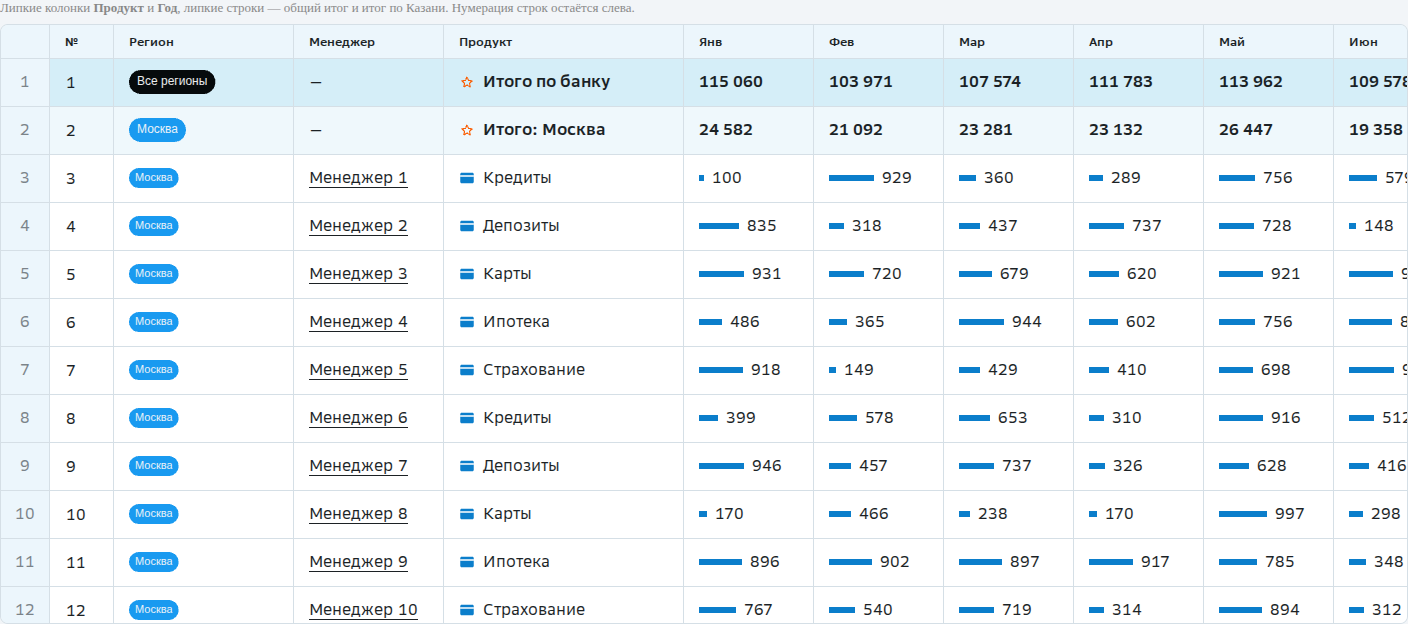 Липкие колонки Продукт и Год, липкие строки — общий итог и итог по Казани. Нумерация строк остаётся слева.
№ Регион Менеджер Продукт Янв Фев Мар Апр Май Июн
1 1 Все регионы — Итого по банку 115 060 103 971 107 574 111 783 113 962 109 578
2 2 Москва — Итого: Москва 24 582 21 092 23 281 23 132 26 447 19 358
3 3 Москва Менеджер 1 Кредиты 100 929 360 289 756 579
4 4 Москва Менеджер 2 Депозиты 835 318 437 737 728 148
5 5 Москва Менеджер 3 Карты 931 720 679 620 921
6 6 Москва Менеджер 4 Ипотека 486 365 944 602 756
7 7 Москва Менеджер 5 Страхование 918 149 429 410 698
8 8 Москва Менеджер 6 Кредиты 399 578 653 310 916 512
9 9 Москва Менеджер 7 Депозиты 946 457 737 326 628 416
10 10 Москва Менеджер 8 Карты 170 466 238 170 997 298
11 11 Москва Менеджер 9 Ипотека 896 902 897 917 785 348
12 12 Москва Менеджер 10 Страхование 767 540 719 314 894 312